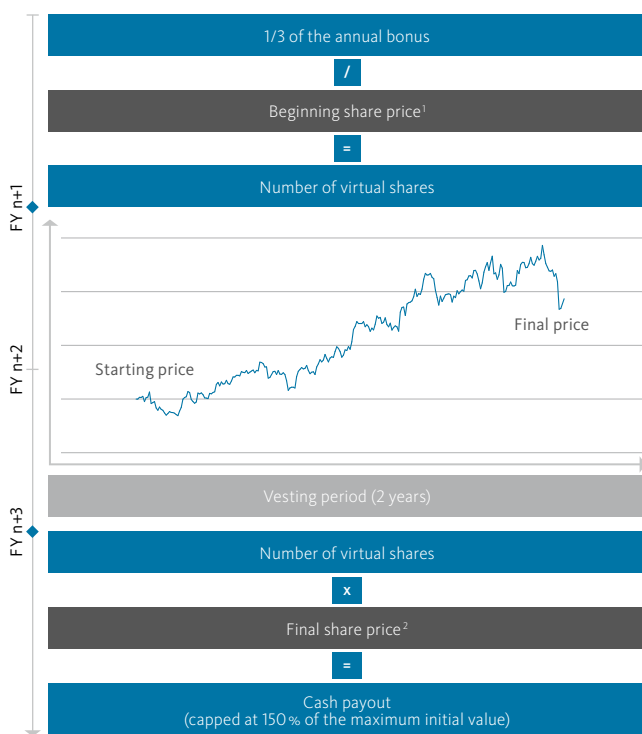 1/3 of the annual bonus
/
Beginning share price¹
=
Number of virtual shares
FY n+1
Final price
Starting price
FY n+2
Vesting period (2 years)
FY n+3
Number of virtual shares
x
Final share price²
=
Cash payout
(capped at 150 % of the maximum initial value)